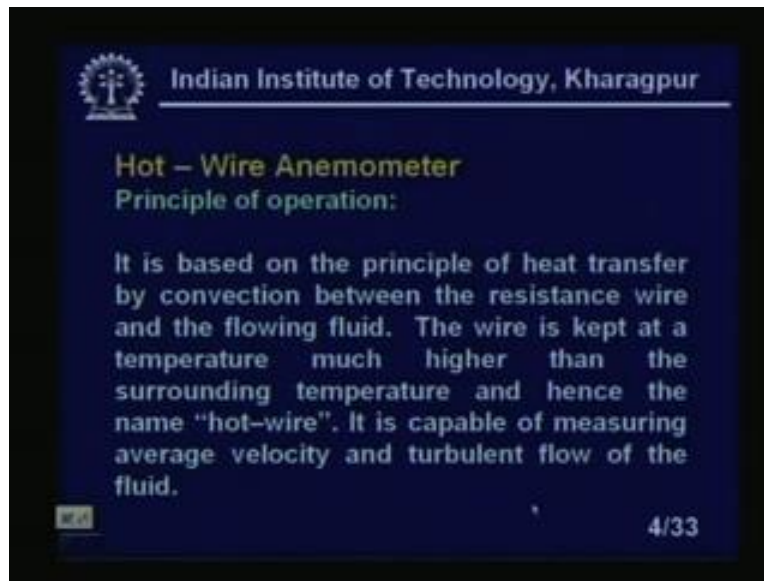 Indian Institute of Technology, Kharagpur
Hot – Wire Anemometer
Principle of operation:
It is based on the principle of heat transfer
by convection between the resistance wire
and the flowing fluid. The wire is kept at a
temperature much higher than the
surrounding temperature and hence the
name “hot–wire”. It is capable of measuring
average velocity and turbulent flow of the
fluid.
4/33